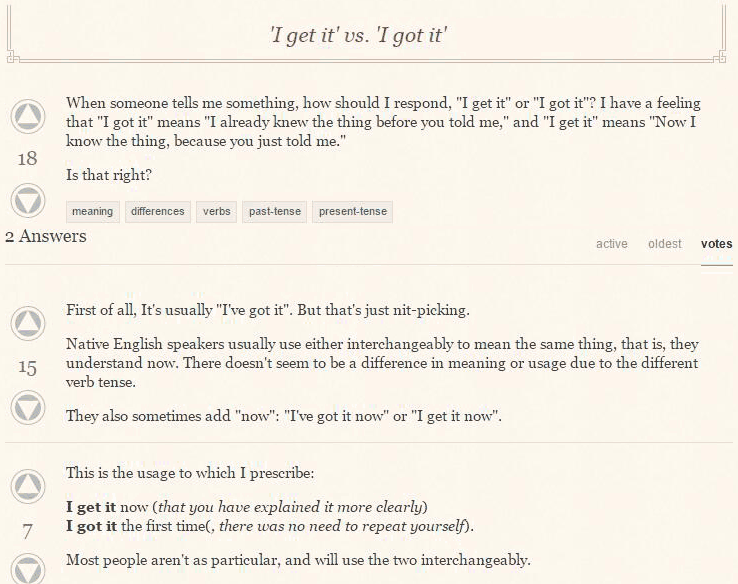 'I get it' vs. 'I got it'
When someone tells me something, how should I respond, "I get it" or "I got it"? I have a feeling
that "I got it" means "I already knew the thing before you told me," and "I get it" means "Now I
know the thing, because you just told me."
18
Is that right?
meaning differences verbs past-tense present-tense
2 Answers
active oldest votes
First of all, It's usually "I've got it". But that's just nit-picking.
Native English speakers usually use either interchangeably to mean the same thing, that is, they
15
understand now. There doesn't seem to be a difference in meaning or usage due to the different
verb tense.
They also sometimes add "now": "I've got it now" or "I get it now".
This is the usage to which I prescribe:
I get it now (that you have explained it more clearly)
7
I got it the first time(, there was no need to repeat yourself).
Most people aren't as particular, and will use the two interchangeably.